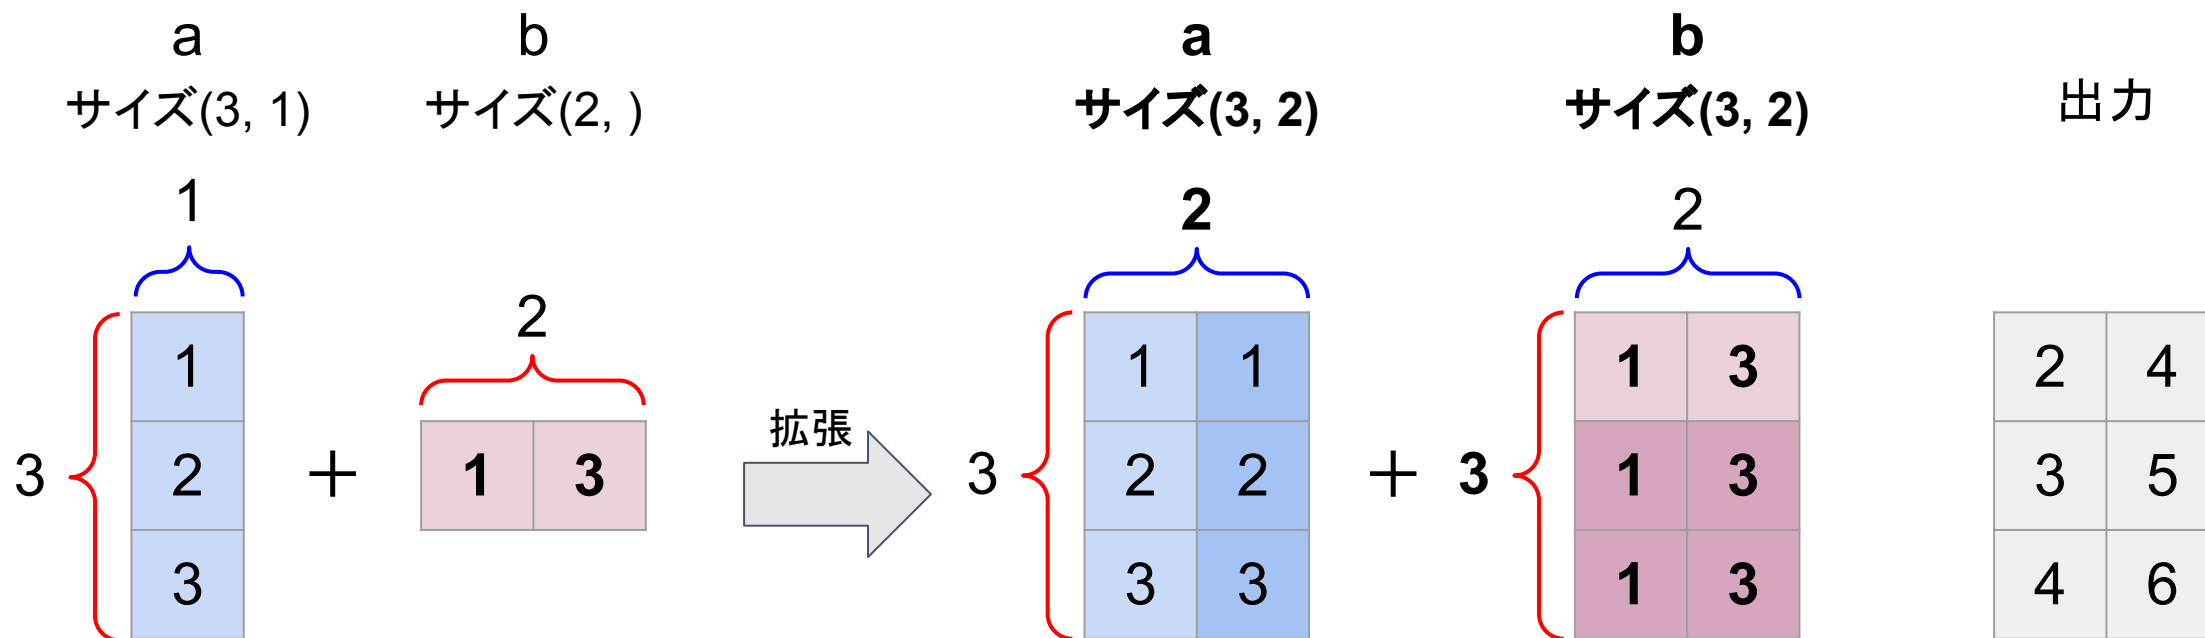 a b a b
サイズ(3, 1) サイズ(2, ) サイズ(3, 2) サイズ(3, 2) 出力
1 2 2
2
1 1 1 1 3 2 4
拡張
3 2 + 1 3 3 2 2 + 3 1 3 3 5
3 3 3 1 3 4 6